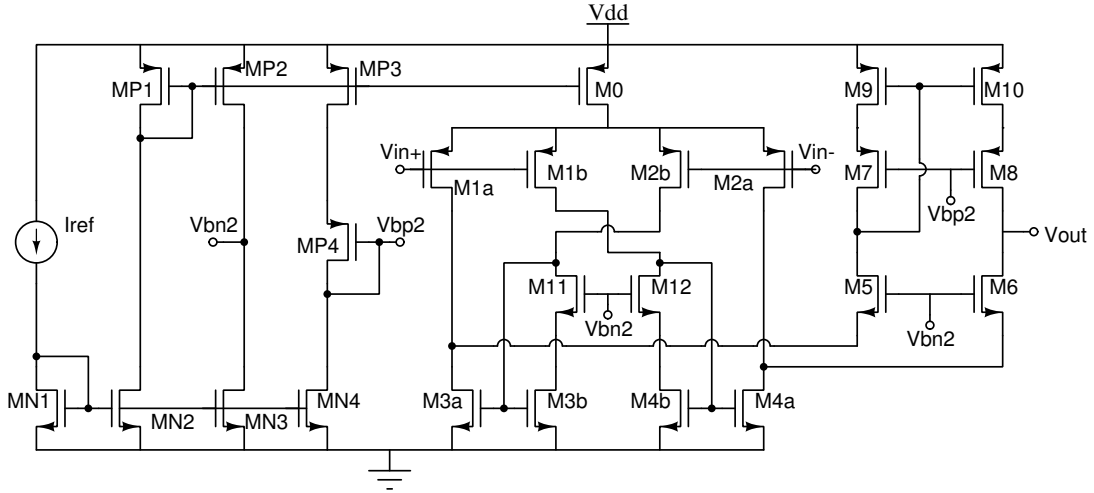 Vdd
MP1
MP2
MP3
M0
M9
M10
Vin+
M1a
M1b
M2b
M2a
Vin-
M7
M8
Vbp2
Iref
Vbn2
MP4
Vbp2
Vout
M11
M12
Vbn2
M5
M6
Vbn2
MN1
MN2
MN3
MN4
M3a
M3b
M4b
M4a